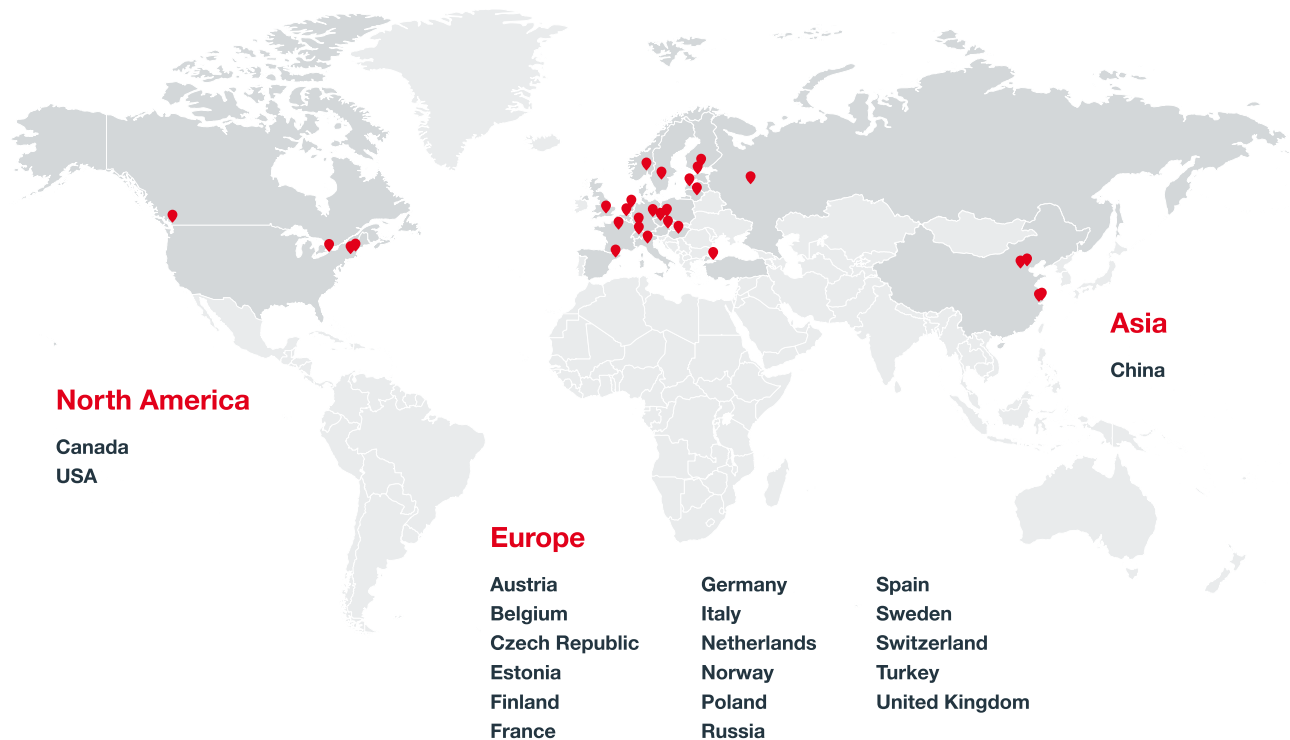 North America
Canada
USA
Asia
China
Europe
Austria
Belgium
Czech Republic
Estonia
Finland
France
Germany
Italy
Netherlands
Norway
Poland
Russia
Spain
Sweden
Switzerland
Turkey
United Kingdom